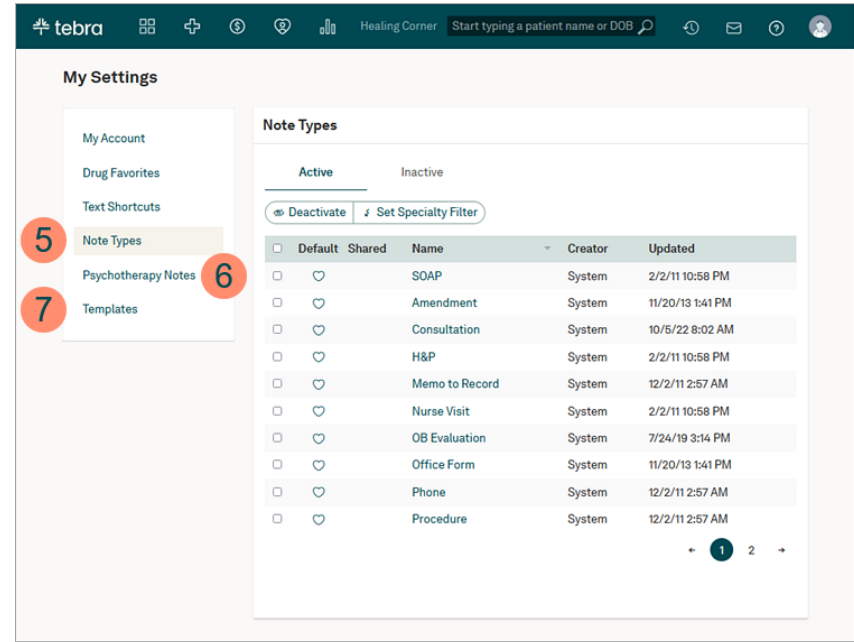 tebra Healing Corner Start typing a patient name or DOB
My Settings
My Account
Drug Favorites
Text Shortcuts
5 Note Types
Psychotherapy Notes 6
7 Templates
Note Types
Active Inactive
Deactivate Set Specialty Filter
Default Shared Name Creator Updated
SOAP System 2/2/11 10:58 PM
Amendment System 11/20/13 1:41 PM
Consultation System 10/5/22 8:02 AM
H&P System 2/2/11 10:58 PM
Memo to Record System 12/2/11 2:57 AM
Nurse Visit System 2/2/11 10:58 PM
OB Evaluation System 7/24/19 3:14 PM
Office Form System 11/20/13 1:41 PM
Phone System 12/2/11 2:57 AM
Procedure System 12/2/11 2:57 AM
← 1 2 →